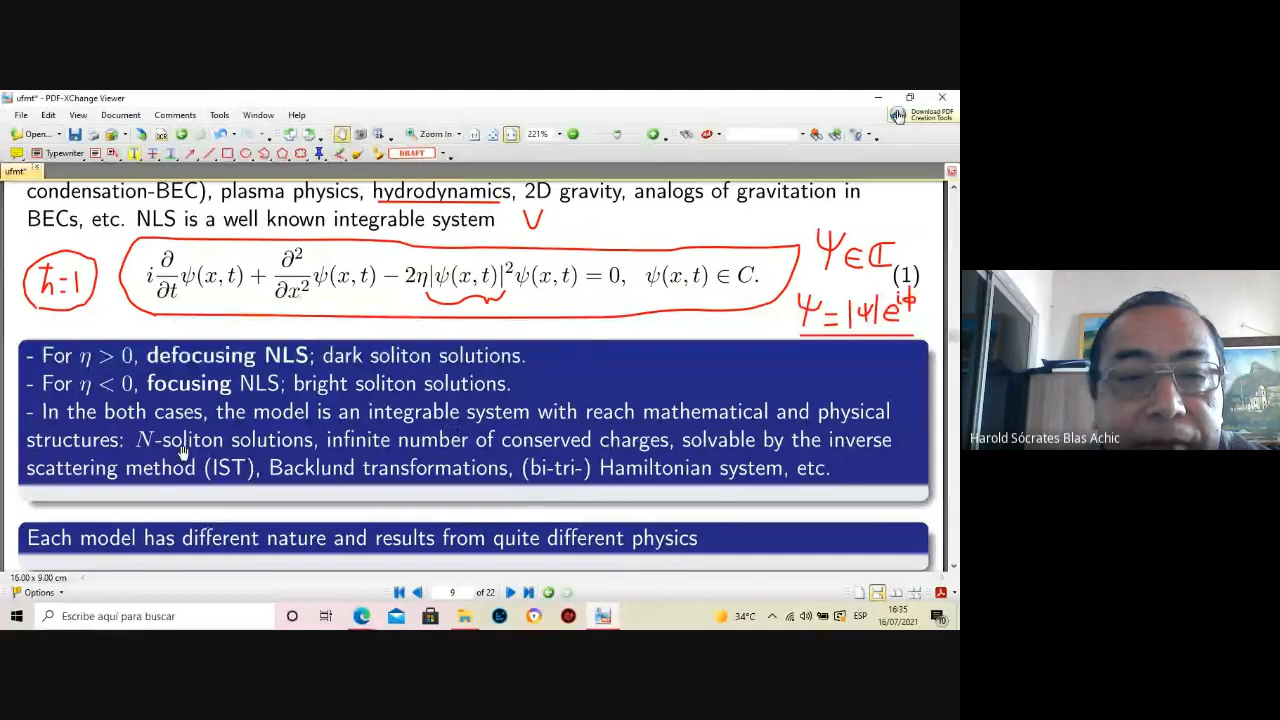 ufmt* - PDF-XChange Viewer
File Edit View Document Comments Tools Window Help
Download PDF
Creation Tools
Open... OCR Zoom In 221%
Typewriter DRAFT
ufmt*
condensation-BEC), plasma physics, hydrodynamics, 2D gravity, analogs of gravitation in
BECs, etc. NLS is a well known integrable system V
ħ=1
i ∂/∂t ψ(x, t) + ∂²/∂x² ψ(x, t) − 2η|ψ(x, t)|²ψ(x, t) = 0, ψ(x, t) ∈ C. (1)
ψ∈ℂ
ψ=|ψ|e^{iϕ}
- For η > 0, defocusing NLS; dark soliton solutions.
- For η < 0, focusing NLS; bright soliton solutions.
- In the both cases, the model is an integrable system with reach mathematical and physical
structures: N-soliton solutions, infinite number of conserved charges, solvable by the inverse
scattering method (IST), Backlund transformations, (bi-tri-) Hamiltonian system, etc.
Each model has different nature and results from quite different physics
16.00 x 9.00 cm
Options 9 of 22
Escribe aquí para buscar
34°C ESP 16:35
16/07/2021
10
Harold Sócrates Blas Achic